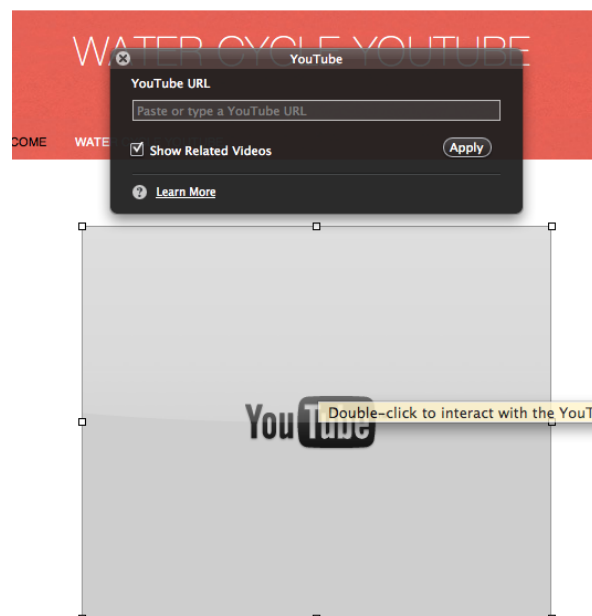 WATER CYCLE YOUTUBE
YouTube
YouTube URL
Paste or type a YouTube URL
COME WATE
Show Related Videos
Apply
? Learn More
YouTube
Double-click to interact with the YouT